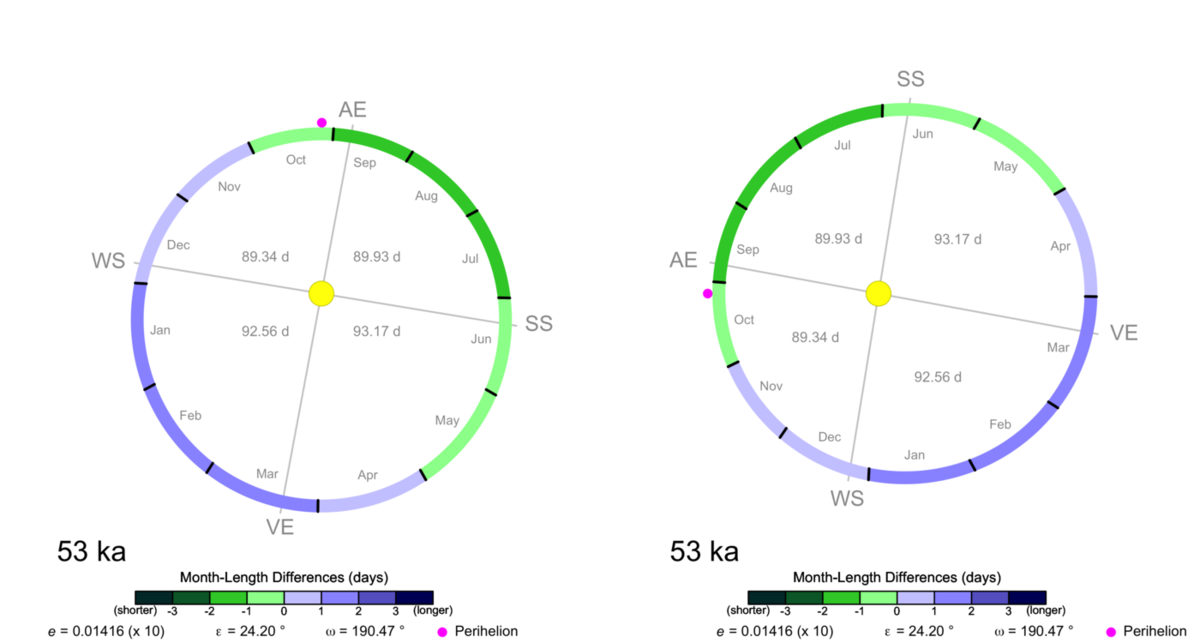 AE
Oct
Sep
Nov
Aug
Dec
Jul
WS
89.34 d
89.93 d
SS
92.56 d
93.17 d
Jan
Jun
Feb
May
Mar
Apr
VE
53 ka
Month-Length Differences (days)
(shorter) -3 -2 -1 0 1 2 3 (longer)
e = 0.01416 (x 10) ε = 24.20 ° ω = 190.47 ° Perihelion
SS
Jun
Jul
May
Aug
Apr
Sep
89.93 d
93.17 d
AE
VE
Oct
89.34 d
Mar
92.56 d
Nov
Feb
Dec
Jan
WS
53 ka
Month-Length Differences (days)
(shorter) -3 -2 -1 0 1 2 3 (longer)
e = 0.01416 (x 10) ε = 24.20 ° ω = 190.47 ° Perihelion